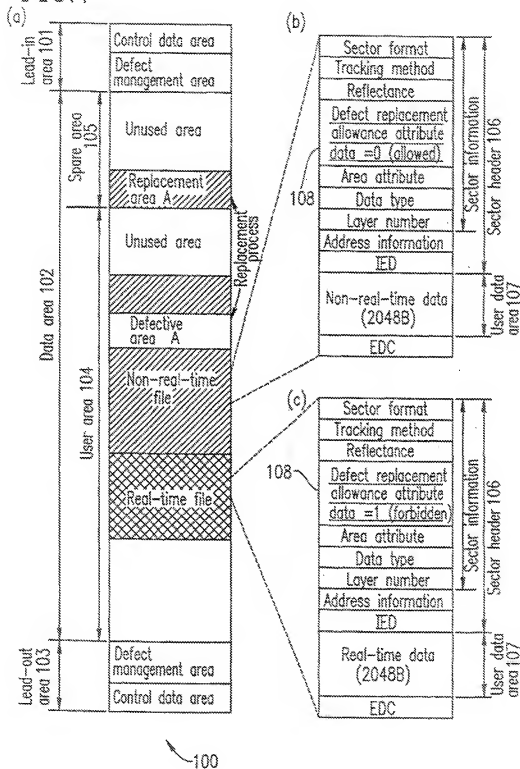 (a)
Lead-in
area 101
Control data area
Defect
management area
Data area 102
Spare area
105
Unused area
Replacement
area A
Replacement
process
User area 104
Unused area
Defective
area A
Non-real-time
file
Real-time file
Lead-out
area 103
Defect
management area
Control data area
100
(b)
Sector format
Tracking method
Reflectance
Defect replacement
allowance attribute
data =0 (allowed)
108
Area attribute
Data type
Layer number
Address information
IED
Non-real-time data
(2048B)
EDC
Sector information
Sector header 106
User data
area 107
(c)
Sector format
Tracking method
Reflectance
108
Defect replacement
allowance attribute
data =1 (forbidden)
Area attribute
Data type
Layer number
Address information
IED
Real-time data
(2048B)
EDC
Sector information
Sector header 106
User data
area 107